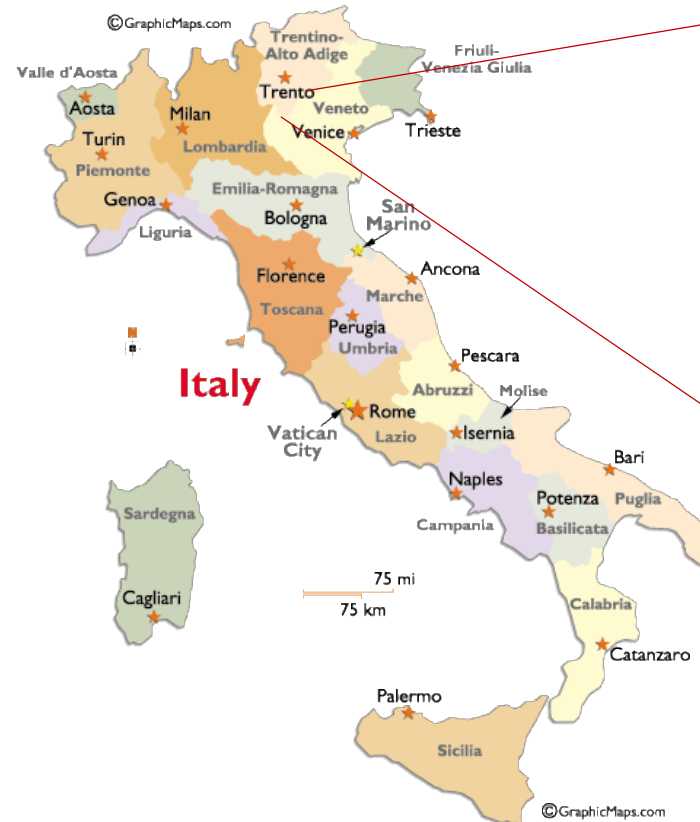 ©GraphicMaps.com
Trentino-
Alto Adige
Friuli-
Venezia Giulia
Valle d'Aosta
Aosta
Trento
Veneto
Milan
Venice
Trieste
Turin
Lombardia
Piemonte
Emilia-Romagna
Genoa
Bologna
San
Marino
Liguria
Ancona
Florence
Marche
Toscana
Perugia
Umbria
Pescara
Italy
Abruzzi
Molise
Rome
Vatican
City
Lazio
Isernia
Bari
Naples
Potenza
Puglia
Sardegna
Campania
Basilicata
75 mi
75 km
Cagliari
Calabria
Catanzaro
Palermo
Sicilia
©GraphicMaps.com